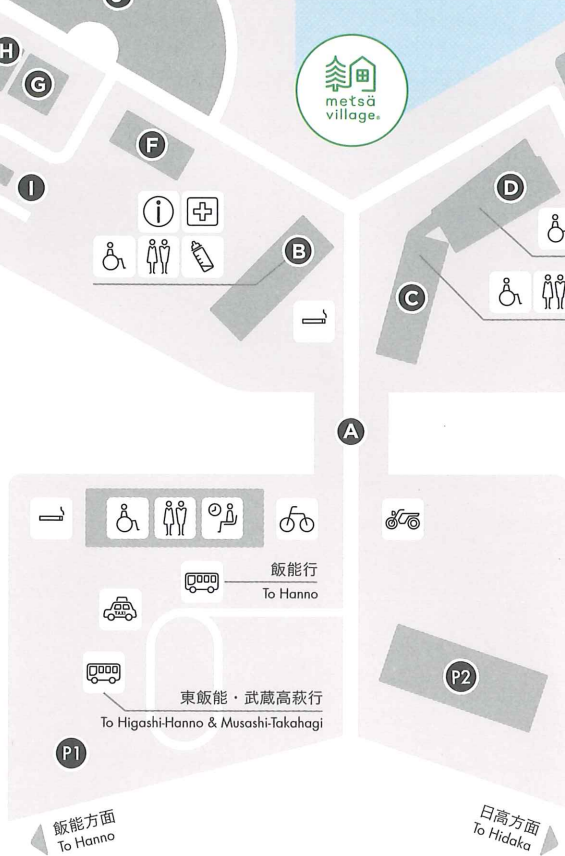 H
G
metsä
village®
F
D
I
B
C
A
飯能行
To Hanno
TAXI
P2
東飯能・武蔵高萩行
To Higashi-Hanno & Musashi-Takahagi
P1
飯能方面
To Hanno
日高方面
To Hidaka